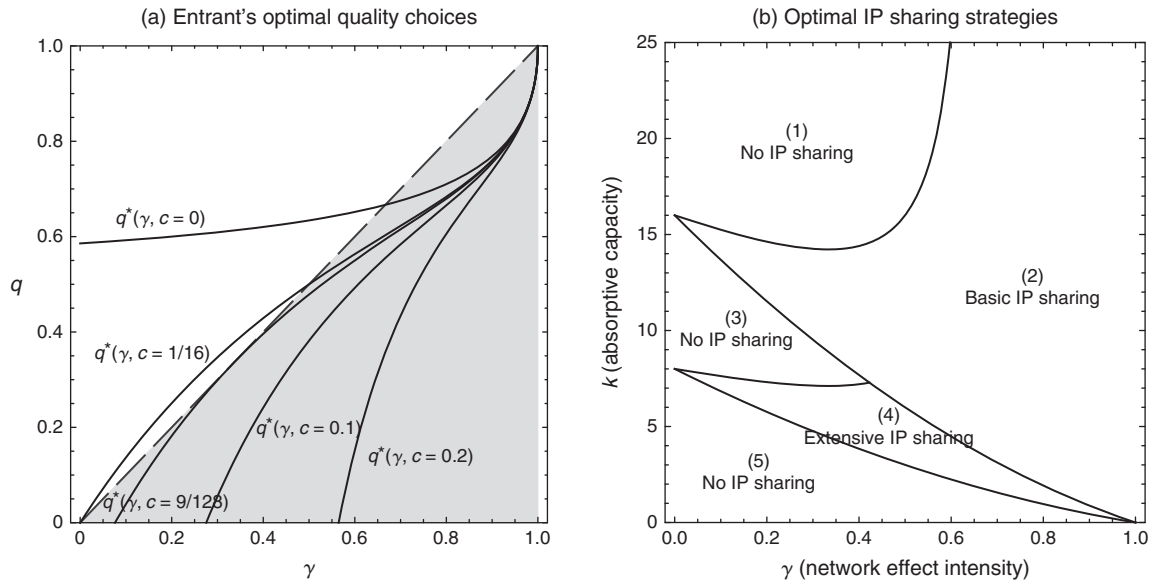 (a) Entrant's optimal quality choices
1.0
0.8
0.6
0.4
0.2
0
q
q*(γ, c = 0)
q*(γ, c = 1/16)
q*(γ, c = 0.1)
q*(γ, c = 0.2)
q*(γ, c = 9/128)
0 0.2 0.4 0.6 0.8 1.0
γ
(b) Optimal IP sharing strategies
25
20
15
10
5
0
k (absorptive capacity)
(1)
No IP sharing
(2)
Basic IP sharing
(3)
No IP sharing
(4)
Extensive IP sharing
(5)
No IP sharing
0.0 0.2 0.4 0.6 0.8 1.0
γ (network effect intensity)